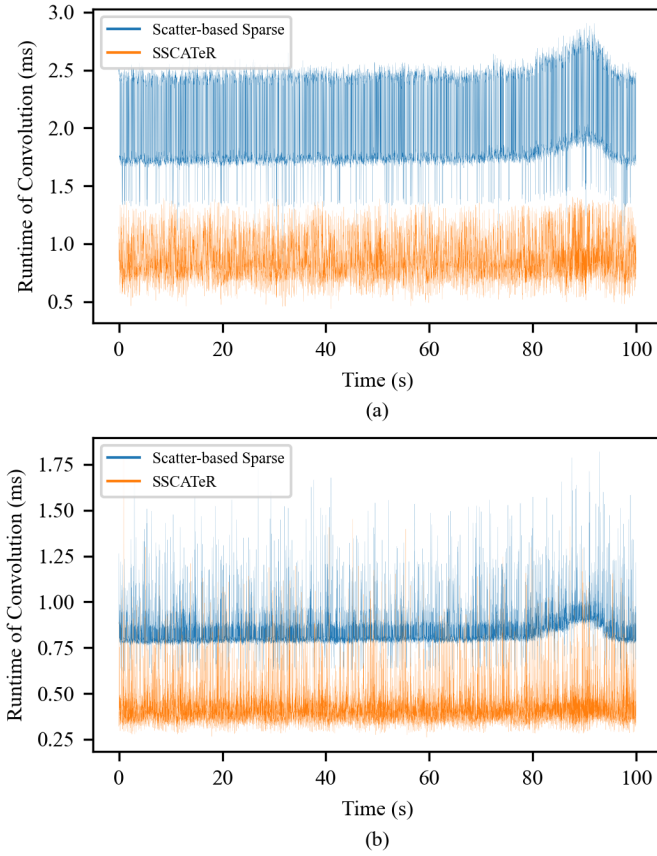 3.0
2.5
2.0
1.5
1.0
0.5
Runtime of Convolution (ms)
Scatter-based Sparse
SSCATeR
0 20 40 60 80 100
Time (s)
(a)
1.75
1.50
1.25
1.00
0.75
0.50
0.25
Runtime of Convolution (ms)
Scatter-based Sparse
SSCATeR
0 20 40 60 80 100
Time (s)
(b)